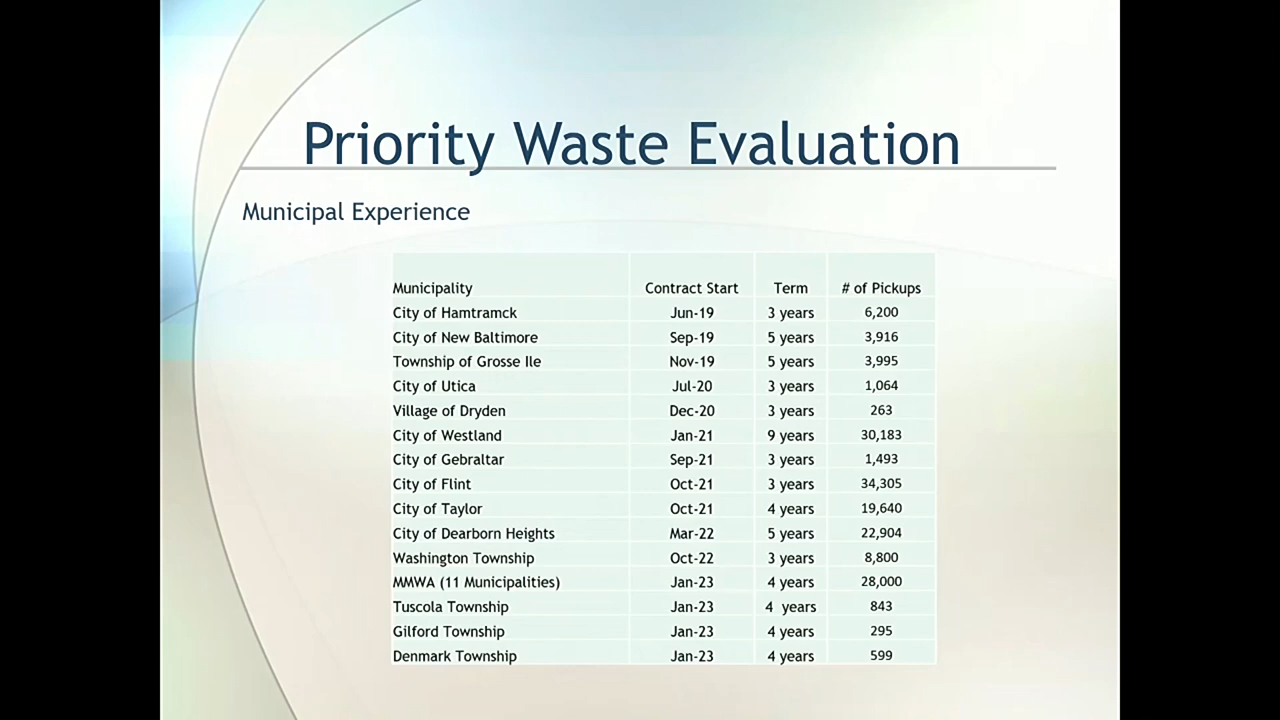 Priority Waste Evaluation
Municipal Experience
Municipality Contract Start Term # of Pickups
City of Hamtramck Jun-19 3 years 6,200
City of New Baltimore Sep-19 5 years 3,916
Township of Grosse Ile Nov-19 5 years 3,995
City of Utica Jul-20 3 years 1,064
Village of Dryden Dec-20 3 years 263
City of Westland Jan-21 9 years 30,183
City of Gebraltar Sep-21 3 years 1,493
City of Flint Oct-21 3 years 34,305
City of Taylor Oct-21 4 years 19,640
City of Dearborn Heights Mar-22 5 years 22,904
Washington Township Oct-22 3 years 8,800
MMWA (11 Municipalities) Jan-23 4 years 28,000
Tuscola Township Jan-23 4 years 843
Gilford Township Jan-23 4 years 295
Denmark Township Jan-23 4 years 599